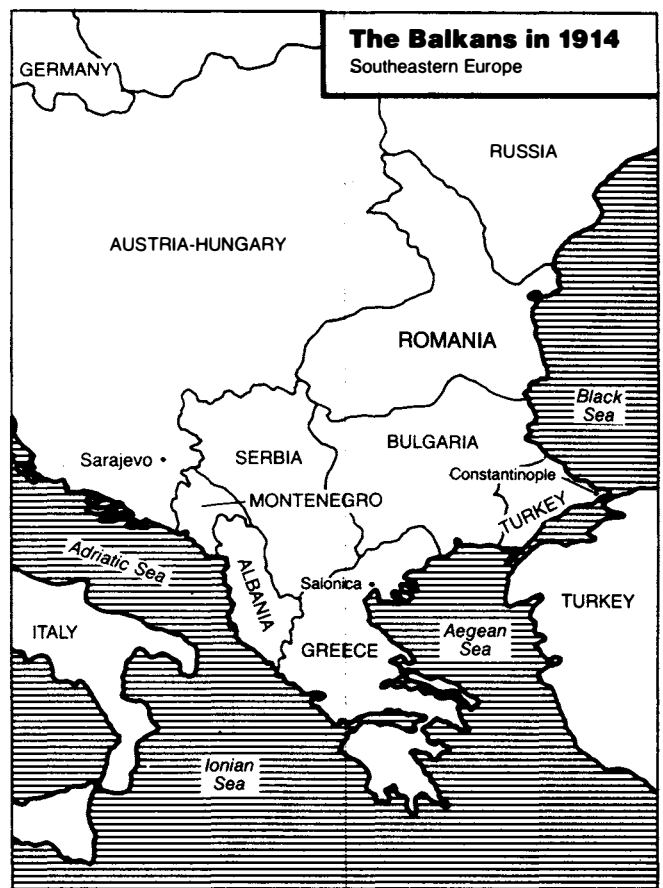 The Balkans in 1914
Southeastern Europe
GERMANY
RUSSIA
AUSTRIA-HUNGARY
ROMANIA
Black
Sea
BULGARIA
Sarajevo
SERBIA
Constantinople
MONTENEGRO
TURKEY
Adriatic Sea
ALBANIA
Salonica
TURKEY
ITALY
Aegean
Sea
GREECE
Ionian
Sea